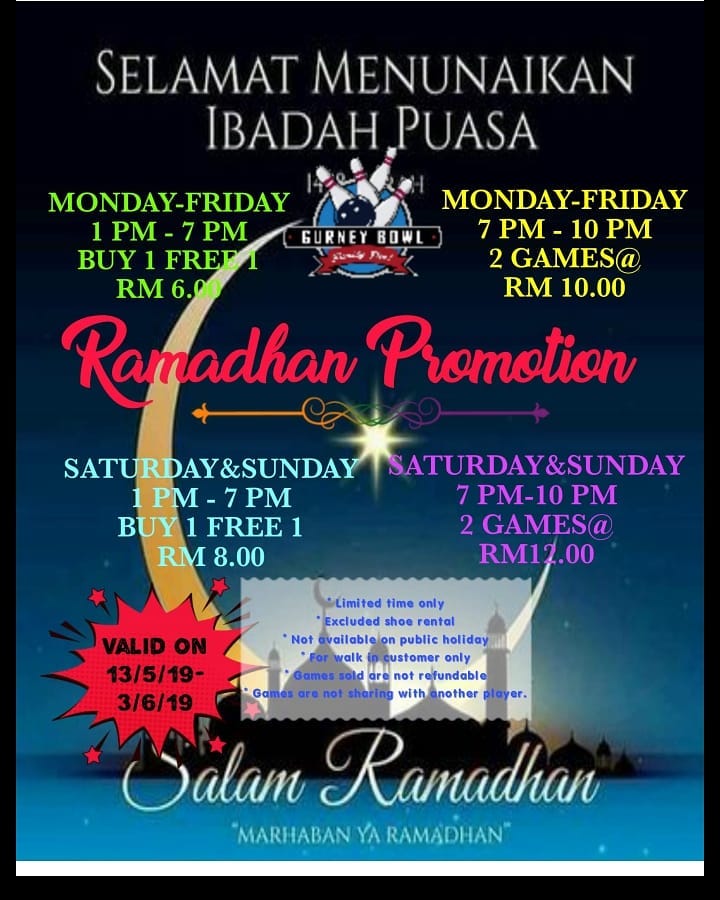 SELAMAT MENUNAIKAN
IBADAH PUASA
MONDAY-FRIDAY
1 PM - 7 PM
BUY 1 FREE 1
RM 6.00
GURNEY BOWL
Family Fun!
MONDAY-FRIDAY
7 PM - 10 PM
2 GAMES@
RM 10.00
Ramadhan Promotion
SATURDAY&SUNDAY
1 PM - 7 PM
BUY 1 FREE 1
RM 8.00
SATURDAY&SUNDAY
7 PM-10 PM
2 GAMES@
RM12.00
VALID ON
13/5/19-
3/6/19
* Limited time only
* Excluded shoe rental
* Not available on public holiday
* For walk in customer only
* Games sold are not refundable
* Games are not sharing with another player.
Salam Ramadhan
"MARHABAN YA RAMADHAN"